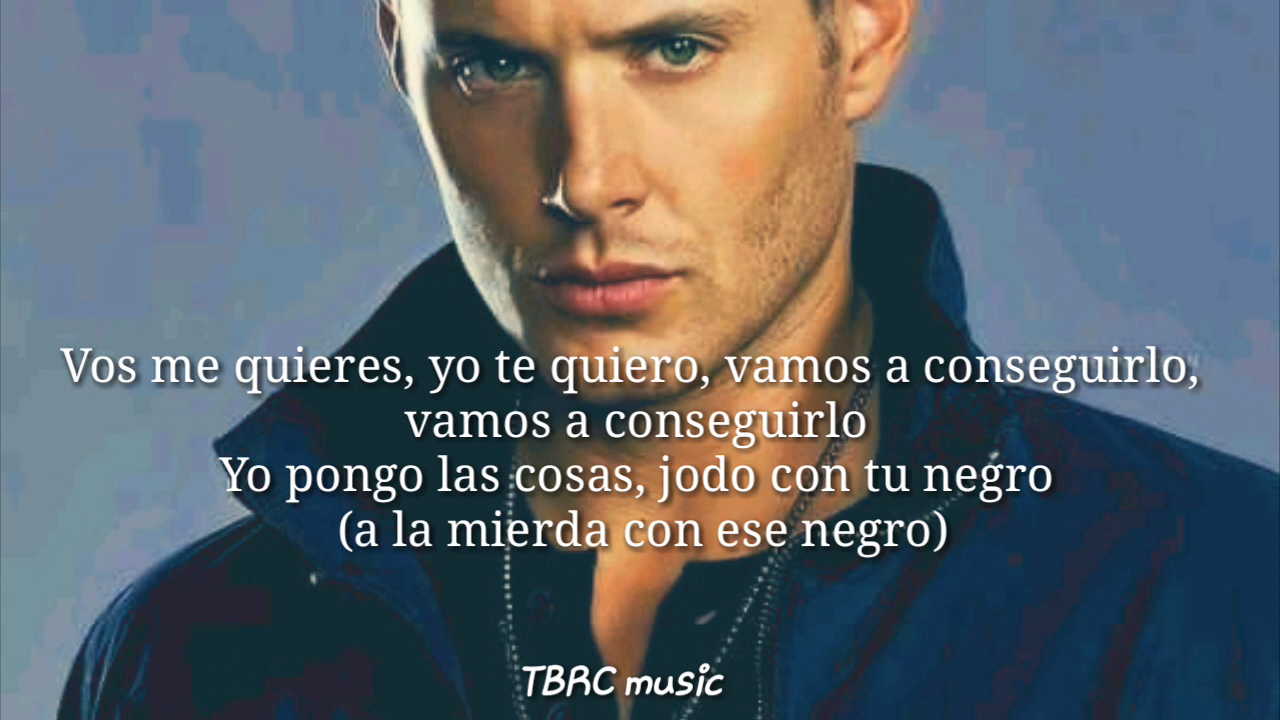 Vos me quieres, yo te quiero, vamos a conseguirlo,
vamos a conseguirlo
Yo pongo las cosas, jodo con tu negro
(a la mierda con ese negro)
TBRC music